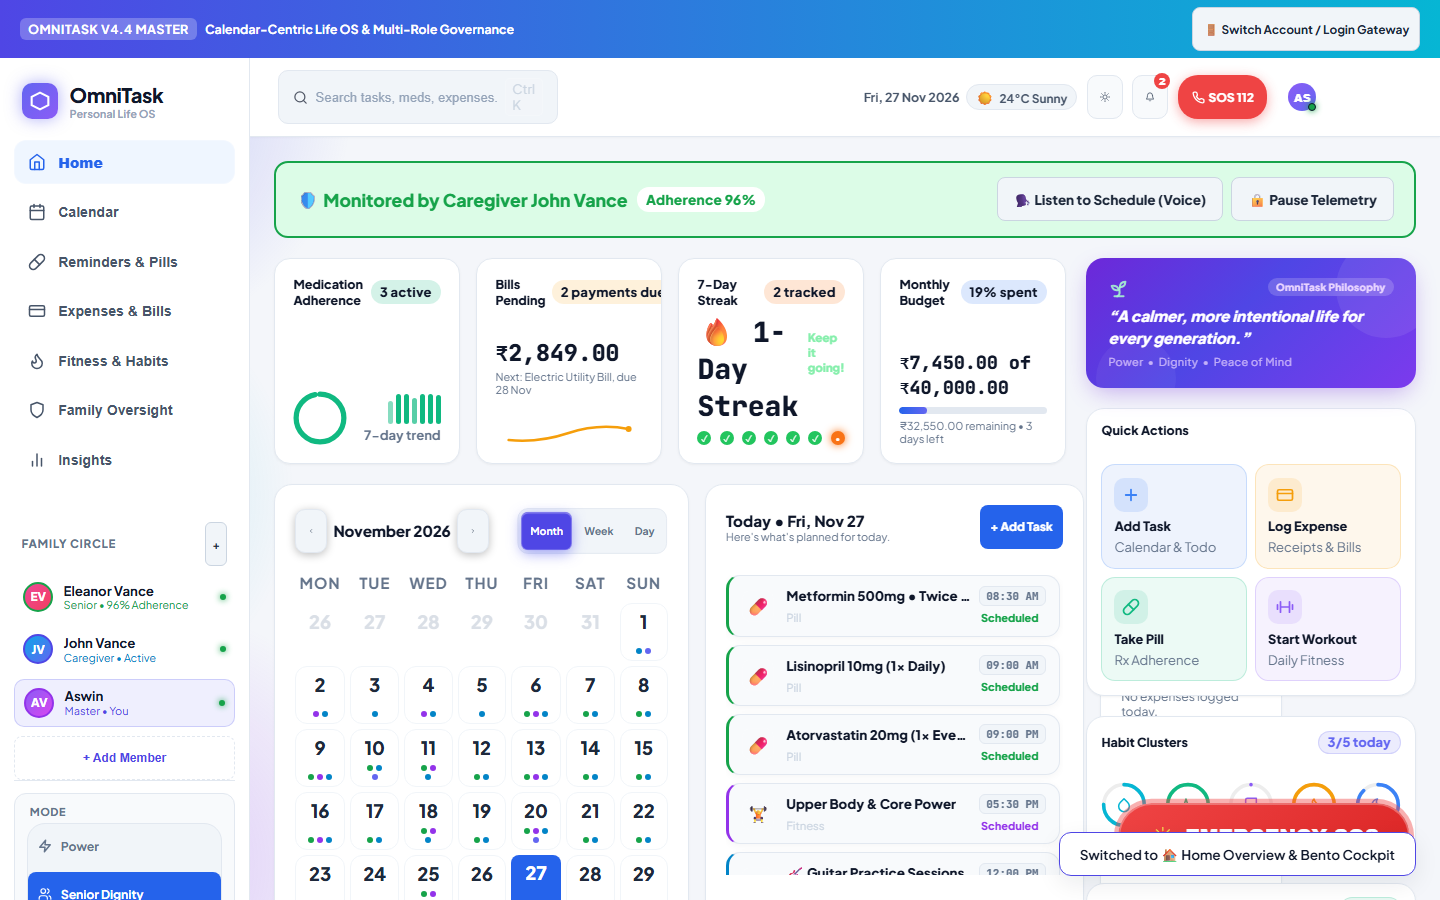 OMNITASK V4.4 MASTER Calendar-Centric Life OS & Multi-Role Governance
Switch Account / Login Gateway
OmniTask
Personal Life OS
Search tasks, meds, expenses.
Ctrl
K
Fri, 27 Nov 2026
24°C Sunny
2
SOS 112
AS
Home
Calendar
Reminders & Pills
Expenses & Bills
Fitness & Habits
Family Oversight
Insights
FAMILY CIRCLE
+
EV
Eleanor Vance
Senior • 96% Adherence
JV
John Vance
Caregiver • Active
AV
Aswin
Master • You
+ Add Member
MODE
Power
Senior Dignity
Monitored by Caregiver John Vance
Adherence 96%
Listen to Schedule (Voice)
Pause Telemetry
Medication
Adherence
3 active
7-day trend
Bills
Pending
2 payments due
₹2,849.00
Next: Electric Utility Bill, due
28 Nov
7-Day
Streak
2 tracked
1-
Day
Streak
Keep
it
going!
Monthly
Budget
19% spent
₹7,450.00 of
₹40,000.00
₹32,550.00 remaining • 3
days left
OmniTask Philosophy
“A calmer, more intentional life for
every generation.”
Power • Dignity • Peace of Mind
‹
November 2026
›
Month
Week
Day
MON TUE WED THU FRI SAT SUN
26 27 28 29 30 31 1
2 3 4 5 6 7 8
9 10 11 12 13 14 15
16 17 18 19 20 21 22
23 24 25 26 27 28 29
Today • Fri, Nov 27
Here's what's planned for today.
+ Add Task
Metformin 500mg • Twice ...
Pill
08:30 AM
Scheduled
Lisinopril 10mg (1x Daily)
Pill
09:00 AM
Scheduled
Atorvastatin 20mg (1x Eve...
Pill
09:00 PM
Scheduled
Upper Body & Core Power
Fitness
05:30 PM
Scheduled
Guitar Practice Sessions
12:00 PM
Quick Actions
Add Task
Calendar & Todo
Log Expense
Receipts & Bills
Take Pill
Rx Adherence
Start Workout
Daily Fitness
No expenses logged
today.
Habit Clusters
3/5 today
EMERGENCY SOS
Switched to 🏠 Home Overview & Bento Cockpit